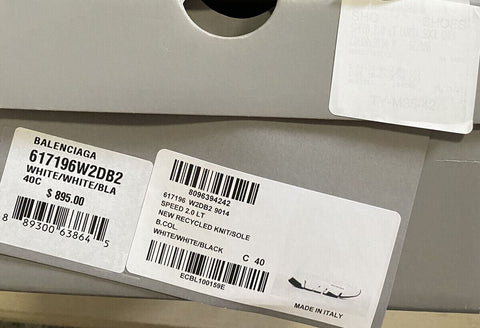 BALENCIAGA
617196W2DB2
WHITE/WHITE/BLA
40C
$ 895.00
8 89300 63864 5
8096394242
617196 W2DB2 9014
SPEED 2.0 LT
NEW RECYCLED KNIT/SOLE
B.COL.
WHITE/WHITE/BLACK
C 40
ECBL100159E
MADE IN ITALY